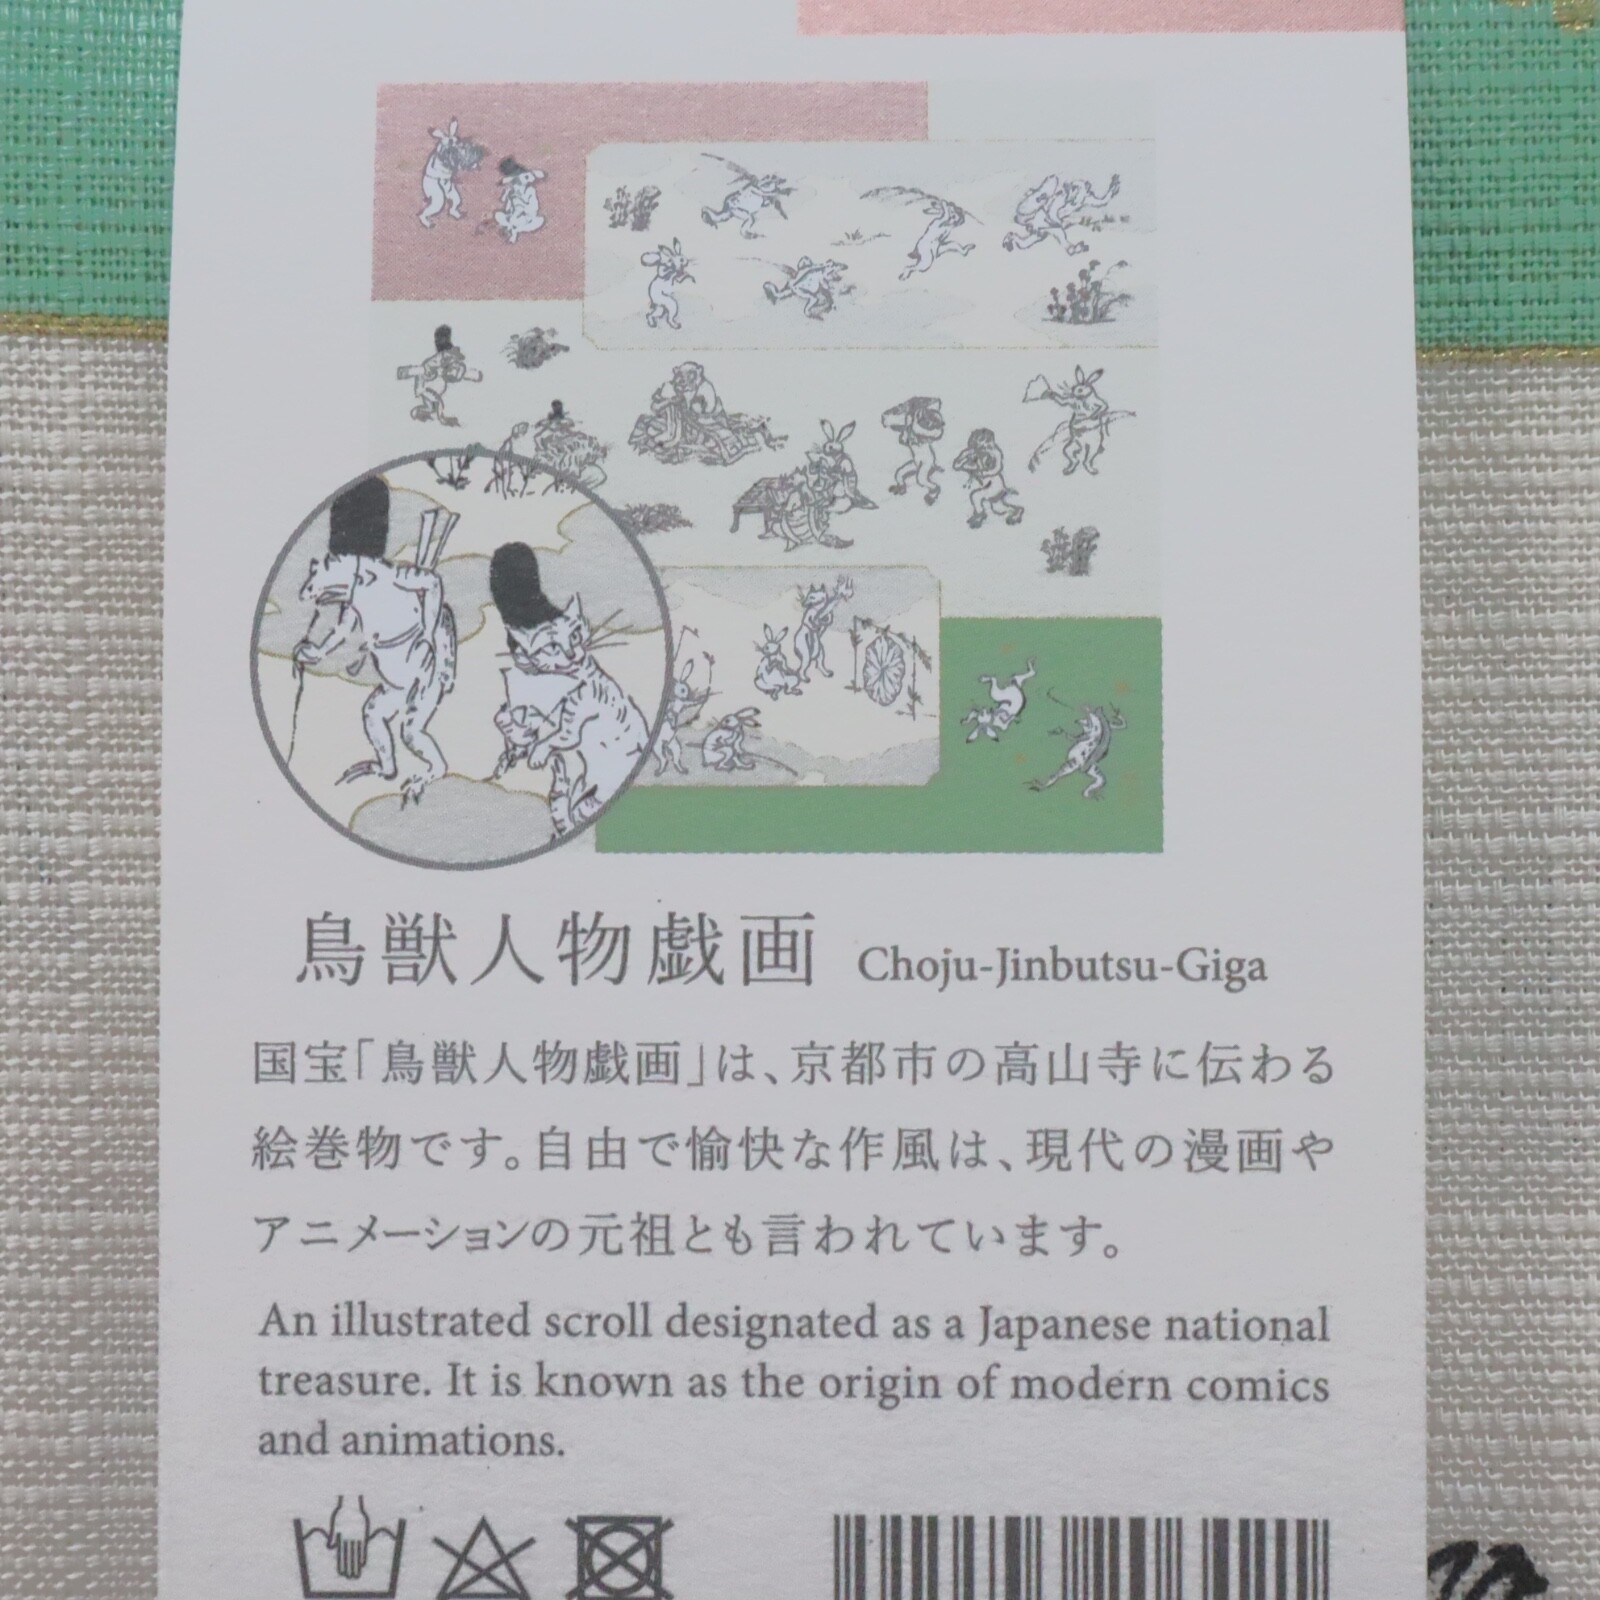 鳥獣人物戯画 Choju-Jinbutsu-Giga
国宝「鳥獣人物戯画」は、京都市の高山寺に伝わる
絵巻物です。自由で愉快な作風は、現代の漫画や
アニメーションの元祖とも言われています。
An illustrated scroll designated as a Japanese national
treasure. It is known as the origin of modern comics
and animations.